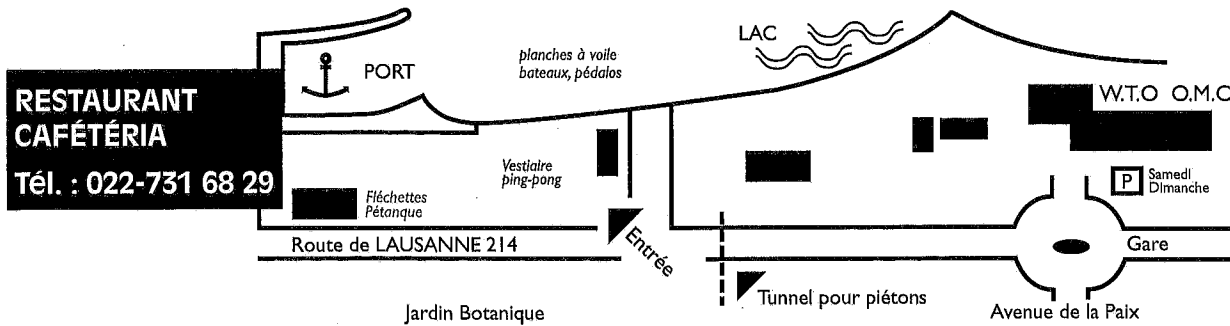 RESTAURANT
CAFÉTÉRIA
Tél. : 022-731 68 29
PORT
planches à voile
bateaux, pédalos
LAC
W.T.O O.M.C
Vestiaire
ping-pong
Fléchettes
Pétanque
P
Samedi
Dimanche
Route de LAUSANNE 214
Entrée
Gare
Tunnel pour piétons
Jardin Botanique
Avenue de la Paix